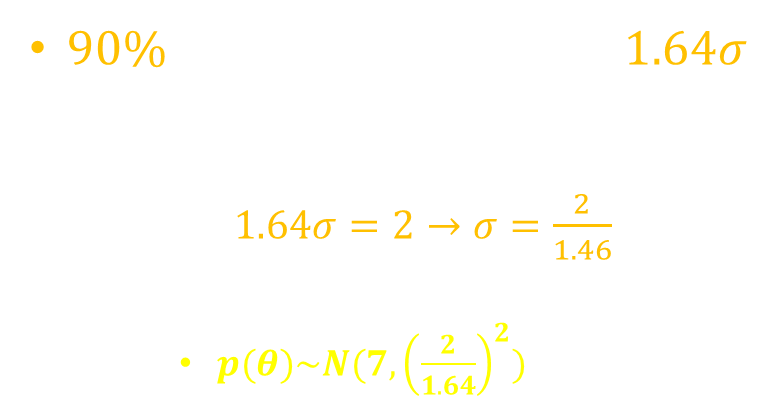 • 90% 1.64σ
1.64σ = 2 → σ = 2/1.46
• p(θ)~N(7, (2/1.64)^2)